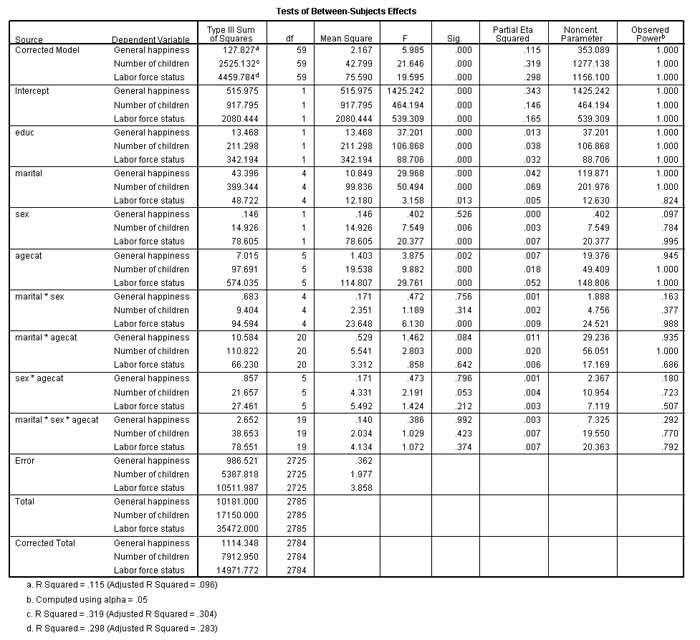 Tests of Between-Subjects Effects
Source Dependent Variable Type III Sum of Squares df Mean Square F Sig. Partial Eta Squared Noncent. Parameter Observed Powerb
Corrected Model General happiness 127.827a 59 2.167 5.985 .000 .115 353.089 1.000
Number of children 2525.132c 59 42.799 21.646 .000 .319 1277.138 1.000
Labor force status 4459.784d 59 75.590 19.595 .000 .298 1156.100 1.000
Intercept General happiness 515.975 1 515.975 1425.242 .000 .343 1425.242 1.000
Number of children 917.795 1 917.795 464.194 .000 .146 464.194 1.000
Labor force status 2080.444 1 2080.444 539.309 .000 .165 539.309 1.000
educ General happiness 13.468 1 13.468 37.201 .000 .013 37.201 1.000
Number of children 211.298 1 211.298 106.868 .000 .038 106.868 1.000
Labor force status 342.194 1 342.194 88.706 .000 .032 88.706 1.000
marital General happiness 43.396 4 10.849 29.968 .000 .042 119.871 1.000
Number of children 399.344 4 99.836 50.494 .000 .069 201.976 1.000
Labor force status 48.722 4 12.180 3.158 .013 .005 12.630 .824
sex General happiness .146 1 .146 .402 .526 .000 .402 .097
Number of children 14.926 1 14.926 7.549 .006 .003 7.549 .784
Labor force status 78.605 1 78.605 20.377 .000 .007 20.377 .995
agecat General happiness 7.015 5 1.403 3.875 .002 .007 19.376 .945
Number of children 97.691 5 19.538 9.882 .000 .018 49.409 1.000
Labor force status 574.035 5 114.807 29.761 .000 .052 148.806 1.000
marital * sex General happiness .683 4 .171 .472 .756 .001 1.888 .163
Number of children 9.404 4 2.351 1.189 .314 .002 4.756 .377
Labor force status 94.594 4 23.648 6.130 .000 .009 24.521 .988
marital * agecat General happiness 10.584 20 .529 1.462 .084 .011 29.236 .935
Number of children 110.822 20 5.541 2.803 .000 .020 56.051 1.000
Labor force status 66.230 20 3.312 .858 .642 .006 17.169 .686
sex * agecat General happiness .857 5 .171 .473 .796 .001 2.367 .180
Number of children 21.657 5 4.331 2.191 .053 .004 10.954 .723
Labor force status 27.461 5 5.492 1.424 .212 .003 7.119 .507
marital * sex * agecat General happiness 2.652 19 .140 .386 .992 .003 7.325 .292
Number of children 38.653 19 2.034 1.029 .423 .007 19.550 .770
Labor force status 78.551 19 4.134 1.072 .374 .007 20.363 .792
Error General happiness 986.521 2725 .362
Number of children 5387.818 2725 1.977
Labor force status 10511.987 2725 3.858
Total General happiness 10181.000 2785
Number of children 17150.000 2785
Labor force status 35472.000 2785
Corrected Total General happiness 1114.348 2784
Number of children 7912.950 2784
Labor force status 14971.772 2784
a. R Squared = .115 (Adjusted R Squared = .096)
b. Computed using alpha = .05
c. R Squared = .319 (Adjusted R Squared = .304)
d. R Squared = .298 (Adjusted R Squared = .283)